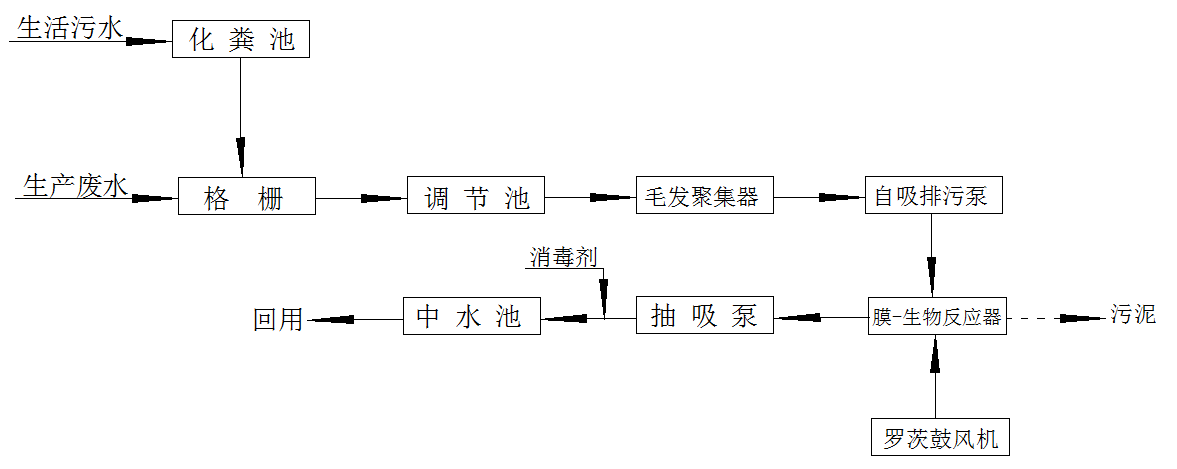 生活污水
化粪池
生产废水
格栅
调节池
毛发聚集器
自吸排污泵
消毒剂
回用
中水池
抽吸泵
膜-生物反应器
污泥
罗茨鼓风机